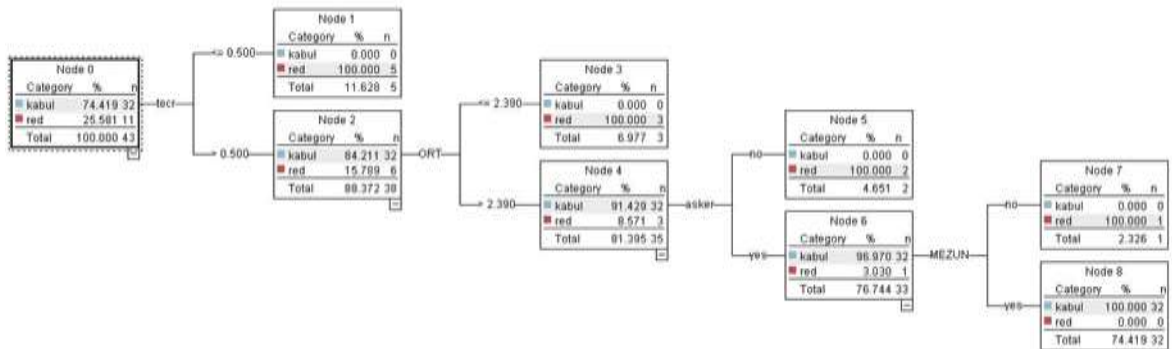 Node 0
Category % n
kabul 74.419 32
red 25.581 11
Total 100.000 43
tecr
<= 0.500
Node 1
Category % n
kabul 0.000 0
red 100.000 5
Total 11.628 5
> 0.500
Node 2
Category % n
kabul 84.211 32
red 15.789 6
Total 88.372 38
ORT
<= 2.390
Node 3
Category % n
kabul 0.000 0
red 100.000 3
Total 6.977 3
> 2.390
Node 4
Category % n
kabul 91.429 32
red 8.571 3
Total 81.395 35
asker
no
Node 5
Category % n
kabul 0.000 0
red 100.000 2
Total 4.651 2
yes
Node 6
Category % n
kabul 96.970 32
red 3.030 1
Total 76.744 33
MEZUN
no
Node 7
Category % n
kabul 0.000 0
red 100.000 1
Total 2.326 1
yes
Node 8
Category % n
kabul 100.000 32
red 0.000 0
Total 74.419 32